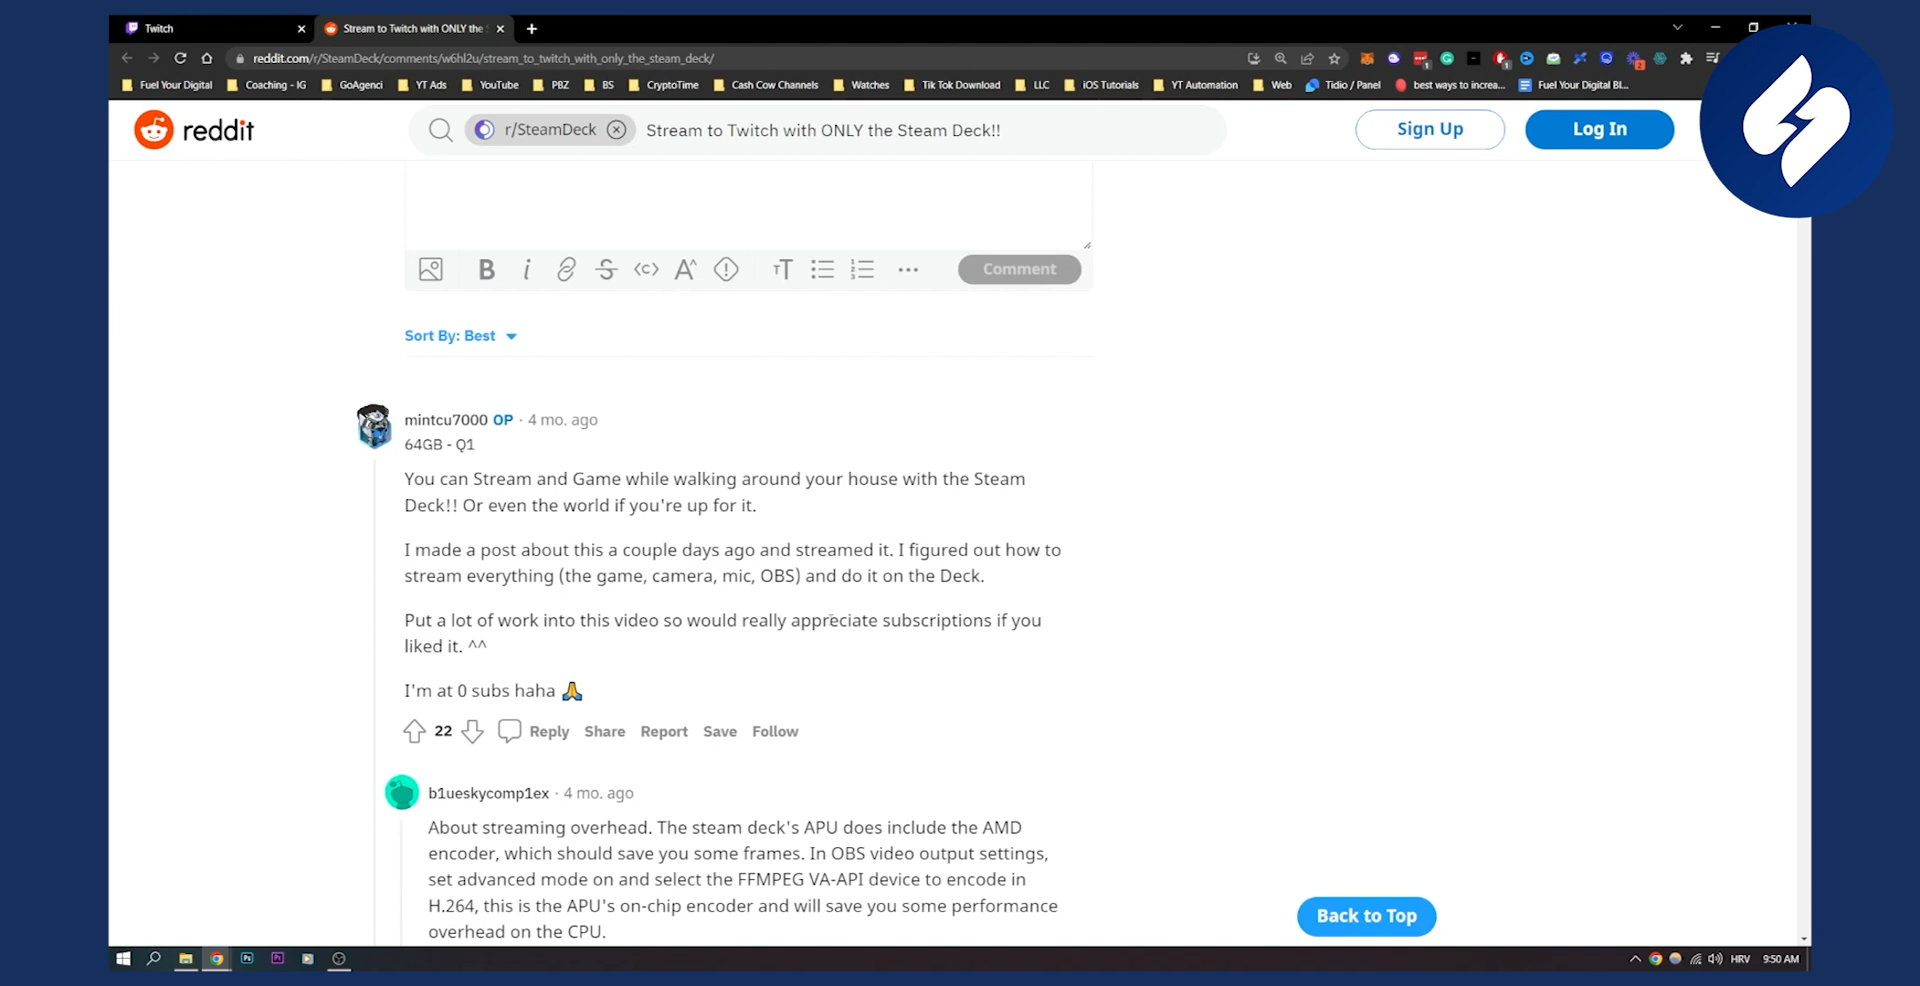 Twitch
Stream to Twitch with ONLY the
reddit.com/r/SteamDeck/comments/w6hl2u/stream_to_twitch_with_only_the_steam_deck/
Fuel Your Digital Coaching - IG GoAgenci YT Ads YouTube PBZ BS CryptoTime Cash Cow Channels Watches Tik Tok Download LLC iOS Tutorials YT Automation Web Tidio / Panel best ways to increa... Fuel Your Digital Bl...
reddit
r/SteamDeck Stream to Twitch with ONLY the Steam Deck!!
Sign Up
Log In
Comment
Sort By: Best
mintcu7000 OP · 4 mo. ago
64GB - Q1
You can Stream and Game while walking around your house with the Steam
Deck!! Or even the world if you're up for it.
I made a post about this a couple days ago and streamed it. I figured out how to
stream everything (the game, camera, mic, OBS) and do it on the Deck.
Put a lot of work into this video so would really appreciate subscriptions if you
liked it. ^^
I'm at 0 subs haha 🙏
22 Reply Share Report Save Follow
b1ueskycomp1ex · 4 mo. ago
About streaming overhead. The steam deck's APU does include the AMD
encoder, which should save you some frames. In OBS video output settings,
set advanced mode on and select the FFMPEG VA-API device to encode in
H.264, this is the APU's on-chip encoder and will save you some performance
overhead on the CPU.
Back to Top
HRV 9:50 AM